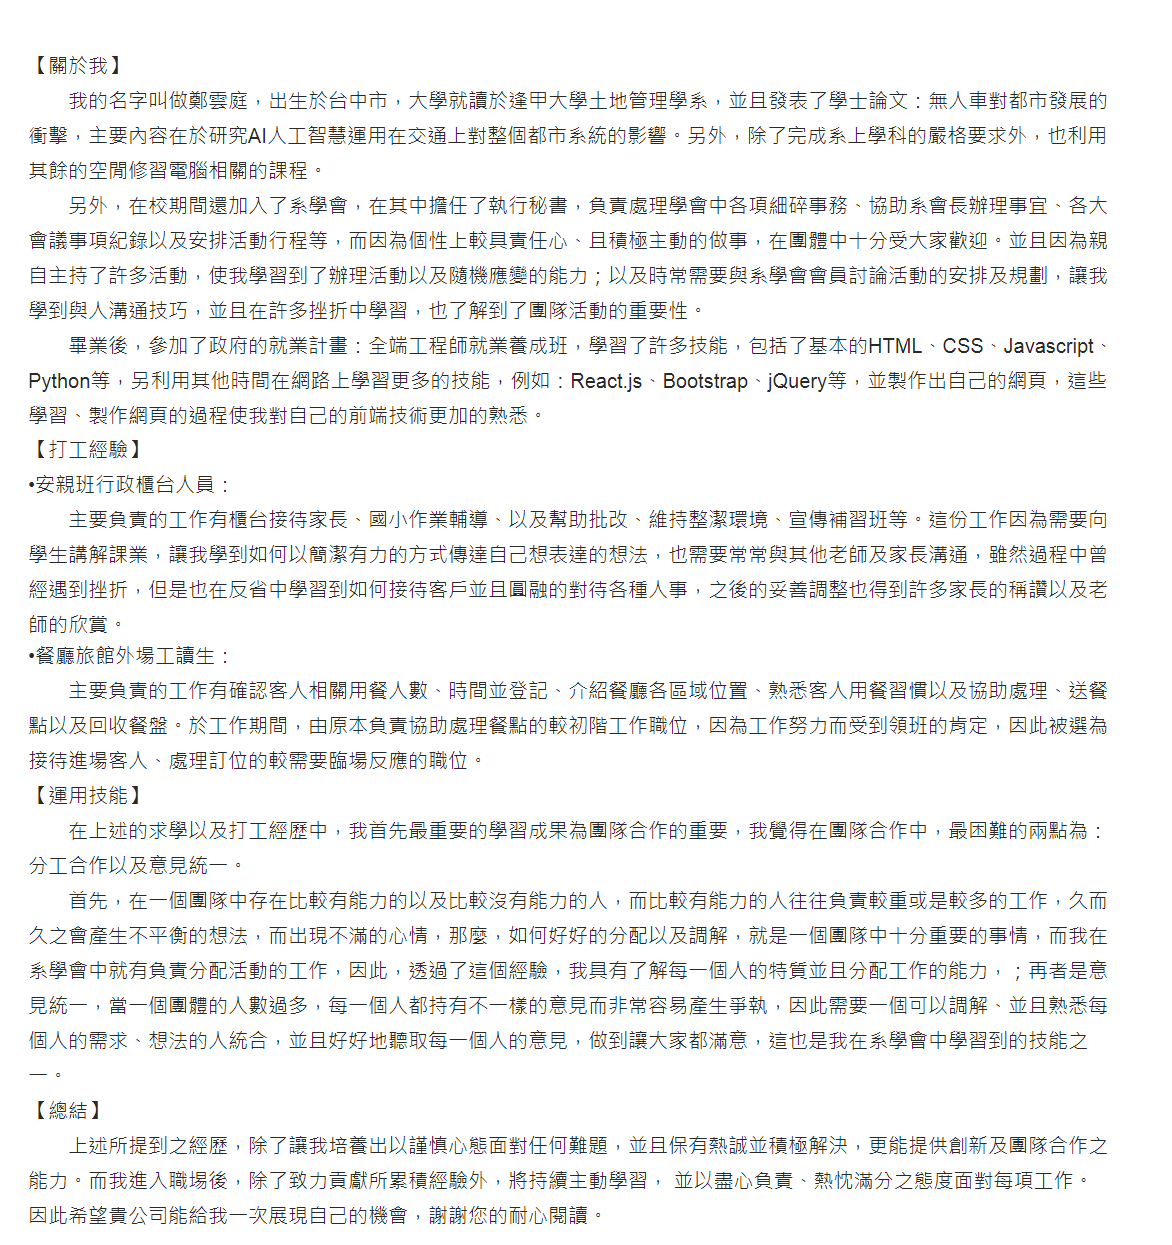 【關於我】
我的名字叫做鄭雲庭，出生於台中市，大學就讀於逢甲大學土地管理學系，並且發表了學士論文：無人車對都市發展的
衝擊，主要內容在於研究AI人工智慧運用在交通上對整個都市系統的影響。另外，除了完成系上學科的嚴格要求外，也利用
其餘的空閒修習電腦相關的課程。
另外，在校期間還加入了系學會，在其中擔任了執行秘書，負責處理學會中各項細碎事務、協助系會長辦理事宜、各大
會議事項紀錄以及安排活動行程等，而因為個性上較具責任心、且積極主動的做事，在團體中十分受大家歡迎。並且因為親
自主持了許多活動，使我學習到了辦理活動以及隨機應變的能力；以及時常需要與系學會會員討論活動的安排及規劃，讓我
學到與人溝通技巧，並且在許多挫折中學習，也了解到了團隊活動的重要性。
畢業後，參加了政府的就業計畫：全端工程師就業養成班，學習了許多技能，包括了基本的HTML、CSS、Javascript、
Python等，另利用其他時間在網路上學習更多的技能，例如：React.js、Bootstrap、jQuery等，並製作出自己的網頁，這些
學習、製作網頁的過程使我對自己的前端技術更加的熟悉。
【打工經驗】
•安親班行政櫃台人員：
主要負責的工作有櫃台接待家長、國小作業輔導、以及幫助批改、維持整潔環境、宣傳補習班等。這份工作因為需要向
學生講解課業，讓我學到如何以簡潔有力的方式傳達自己想表達的想法，也需要常常與其他老師及家長溝通，雖然過程中曾
經遇到挫折，但是也在反省中學習到如何接待客戶並且圓融的對待各種人事，之後的妥善調整也得到許多家長的稱讚以及老
師的欣賞。
•餐廳旅館外場工讀生：
主要負責的工作有確認客人相關用餐人數、時間並登記、介紹餐廳各區域位置、熟悉客人用餐習慣以及協助處理、送餐
點以及回收餐盤。於工作期間，由原本負責協助處理餐點的較初階工作職位，因為工作努力而受到領班的肯定，因此被選為
接待進場客人、處理訂位的較需要臨場反應的職位。
【運用技能】
在上述的求學以及打工經歷中，我首先最重要的學習成果為團隊合作的重要，我覺得在團隊合作中，最困難的兩點為：
分工合作以及意見統一。
首先，在一個團隊中存在比較有能力的以及比較沒有能力的人，而比較有能力的人往往負責較重或是較多的工作，久而
久之會產生不平衡的想法，而出現不滿的心情，那麼，如何好好的分配以及調解，就是一個團隊中十分重要的事情，而我在
系學會中就有負責分配活動的工作，因此，透過了這個經驗，我具有了解每一個人的特質並且分配工作的能力，；再者是意
見統一，當一個團體的人數過多，每一個人都持有不一樣的意見而非常容易產生爭執，因此需要一個可以調解、並且熟悉每
個人的需求、想法的人統合，並且好好地聽取每一個人的意見，做到讓大家都滿意，這也是我在系學會中學習到的技能之
一。
【總結】
上述所提到之經歷，除了讓我培養出以謹慎心態面對任何難題，並且保有熱誠並積極解決，更能提供創新及團隊合作之
能力。而我進入職場後，除了致力貢獻所累積經驗外，將持續主動學習， 並以盡心負責、熱忱滿分之態度面對每項工作。
因此希望貴公司能給我一次展現自己的機會，謝謝您的耐心閱讀。